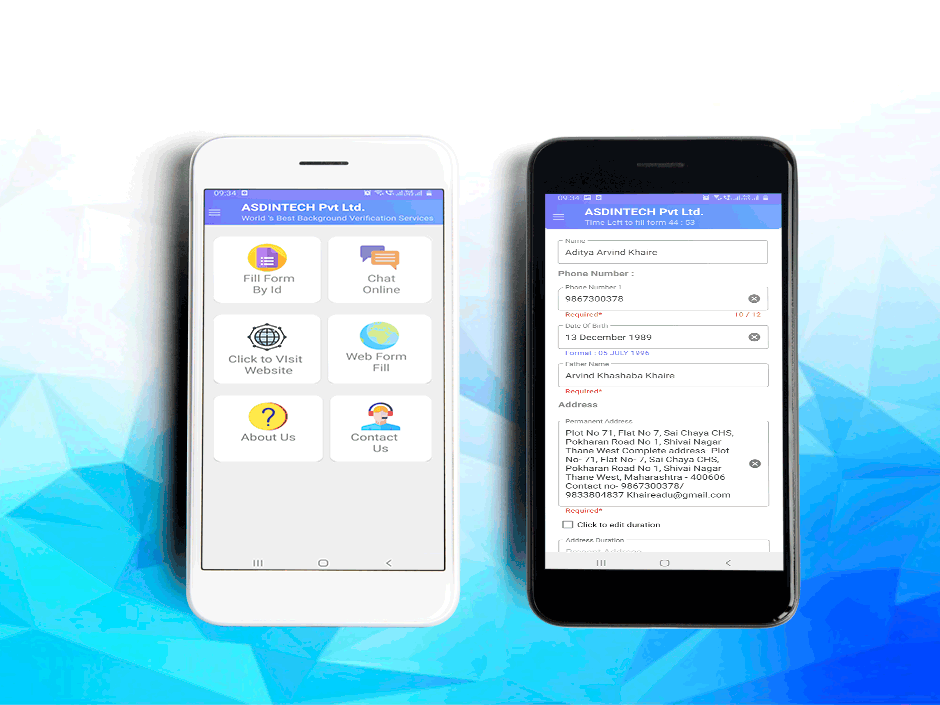 09:34
ASDINTECH Pvt Ltd.
World 's Best Background Verification Services
Fill Form
By Id
Chat
Online
Click to VIsit
Website
Web Form
Fill
About Us
Contact
Us
09:34
ASDINTECH Pvt Ltd.
Time Left to fill form 44 : 53
Name
Aditya Arvind Khaire
Phone Number :
Phone Number 1
9867300378
Required*
10 / 12
Date Of Birth
13 December 1989
Format : 05 JULY 1996
Father Name
Arvind Khashaba Khaire
Required*
Address
Permanent Address
Plot No 71, Flat No 7, Sai Chaya CHS,
Pokharan Road No 1, Shivai Nagar
Thane West Complete address Plot
No- 71, Flat No- 7, Sai Chaya CHS,
Pokharan Road No 1, Shivai Nagar
Thane West, Maharashtra - 400606
Contact no- 9867300378/
9833804837 Khaireadu@gmail.com
Required*
Click to edit duration
Address Duration